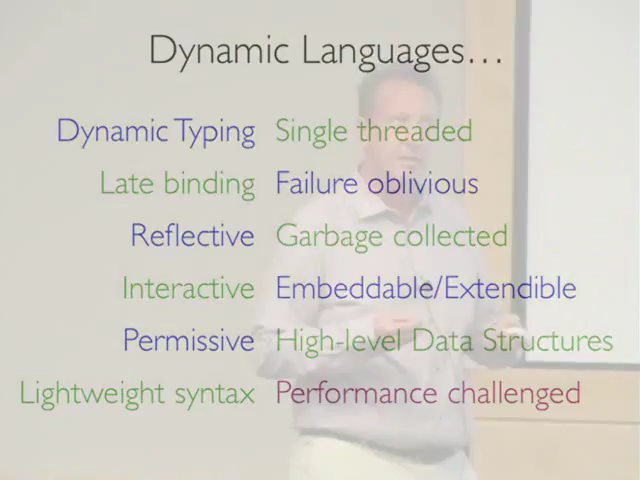 Dynamic Languages…
Dynamic Typing Single threaded
Late binding Failure oblivious
Reflective Garbage collected
Interactive Embeddable/Extendible
Permissive High-level Data Structures
Lightweight syntax Performance challenged